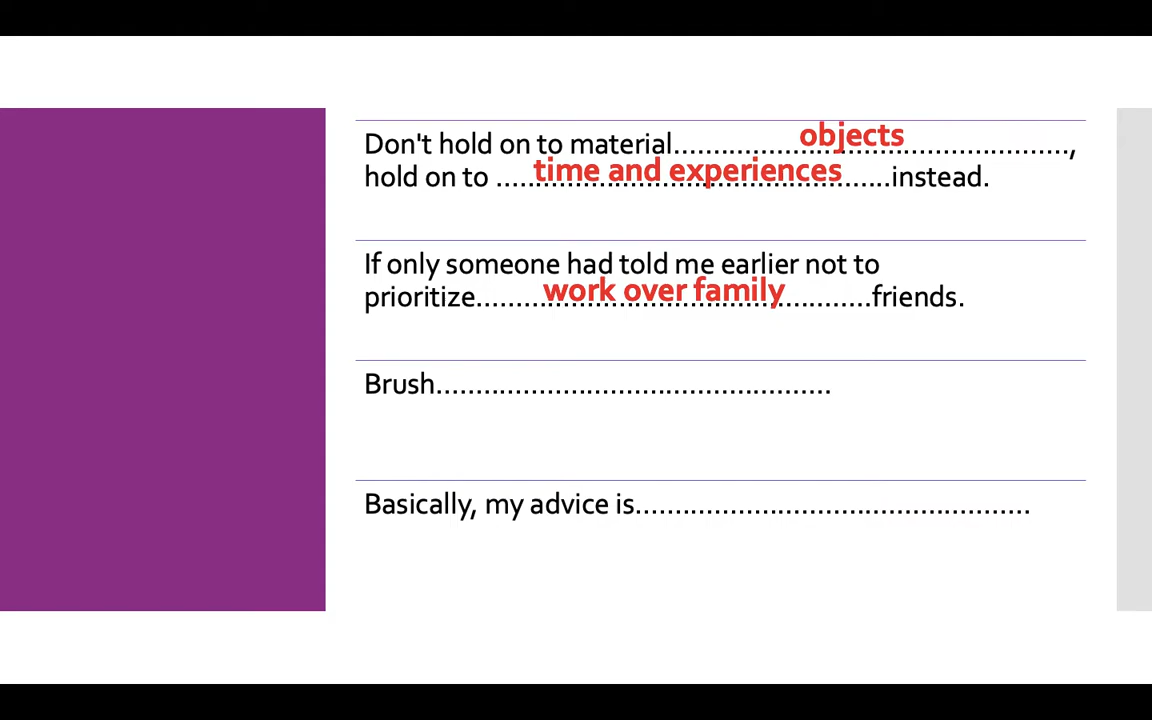 Don't hold on to material......objects......,
hold on to ......time and experiences......instead.
If only someone had told me earlier not to
prioritize......work over family......friends.
Brush.................................................
Basically, my advice is.................................................